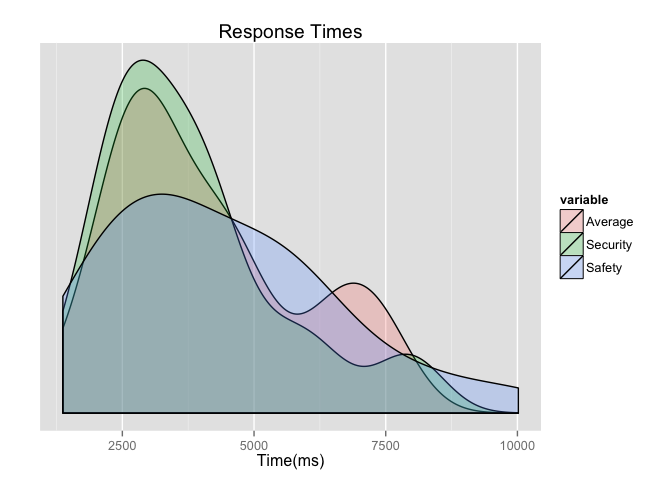 Response Times
variable
Average
Security
Safety
2500 5000 7500 10000
Time(ms)